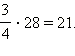 3/4 · 28 = 21.